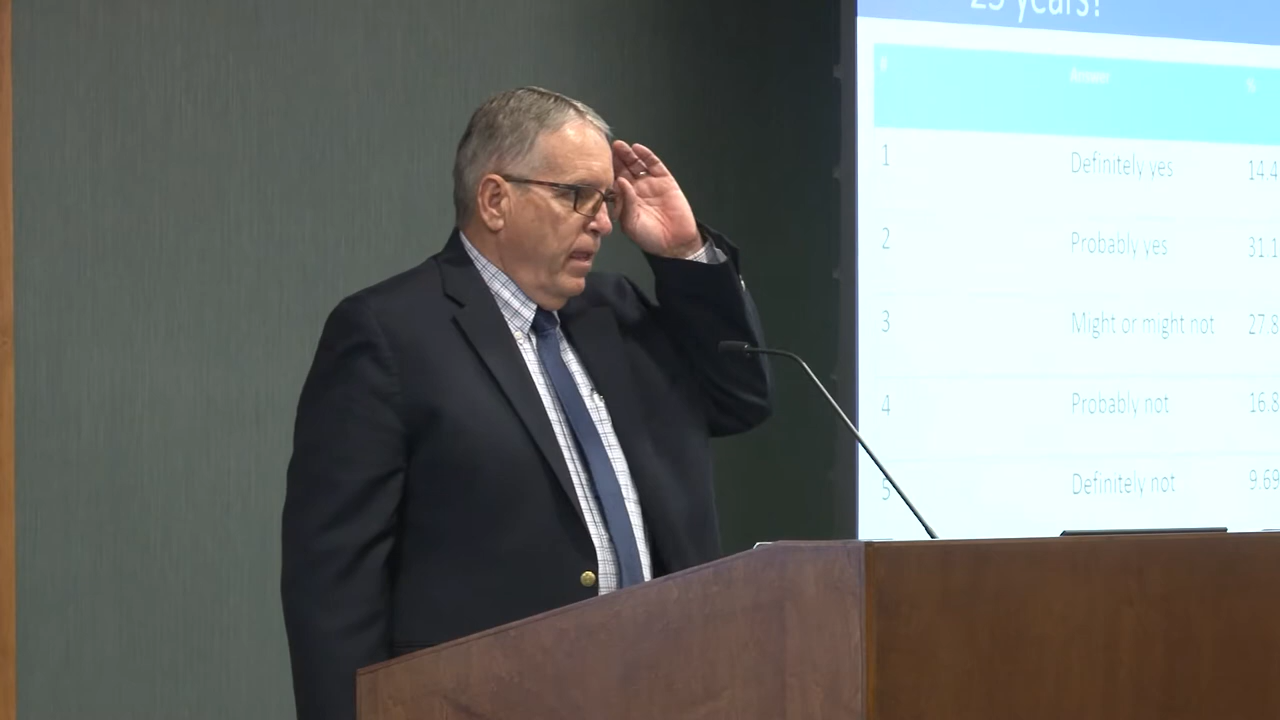 25 years?
# Answer %
1 Definitely yes 14.4
2 Probably yes 31.1
3 Might or might not 27.8
4 Probably not 16.8
5 Definitely not 9.69